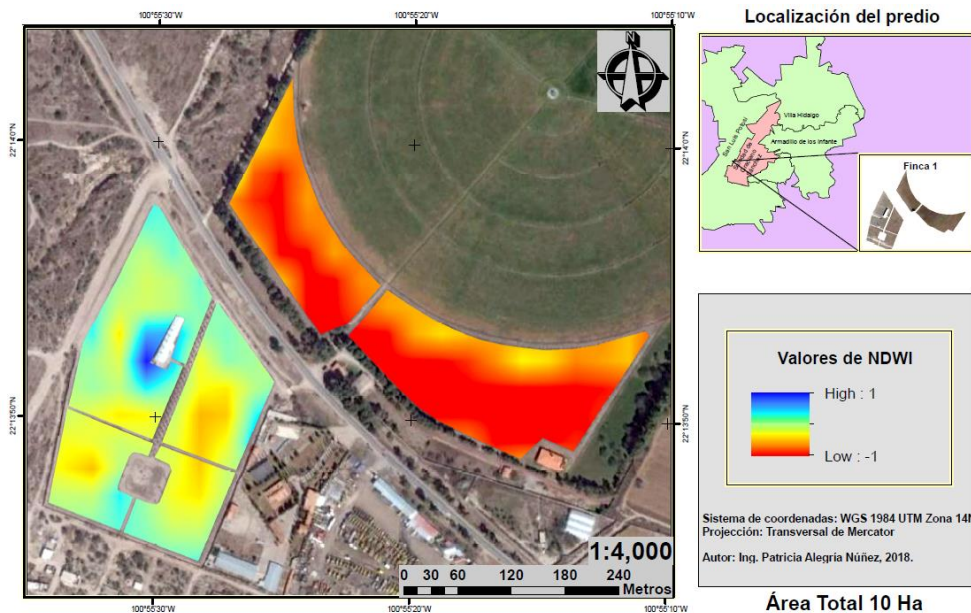 100°55'30"W
100°55'20"W
100°55'10"W
Localización del predio
N
22°14'0"N
22°14'0"N
San Luis Potosí
Villa Hidalgo
Armadillo de los Infante
Soledad de
Graciano
Sánchez
Finca 1
22°13'50"N
22°13'50"N
Valores de NDWI
High : 1
Low : -1
1:4,000
0 30 60 120 180 240
Metros
Sistema de coordenadas: WGS 1984 UTM Zona 14N
Projección: Transversal de Mercator
Autor: Ing. Patricia Alegría Núñez, 2018.
100°55'30"W
100°55'20"W
100°55'10"W
Área Total 10 Ha